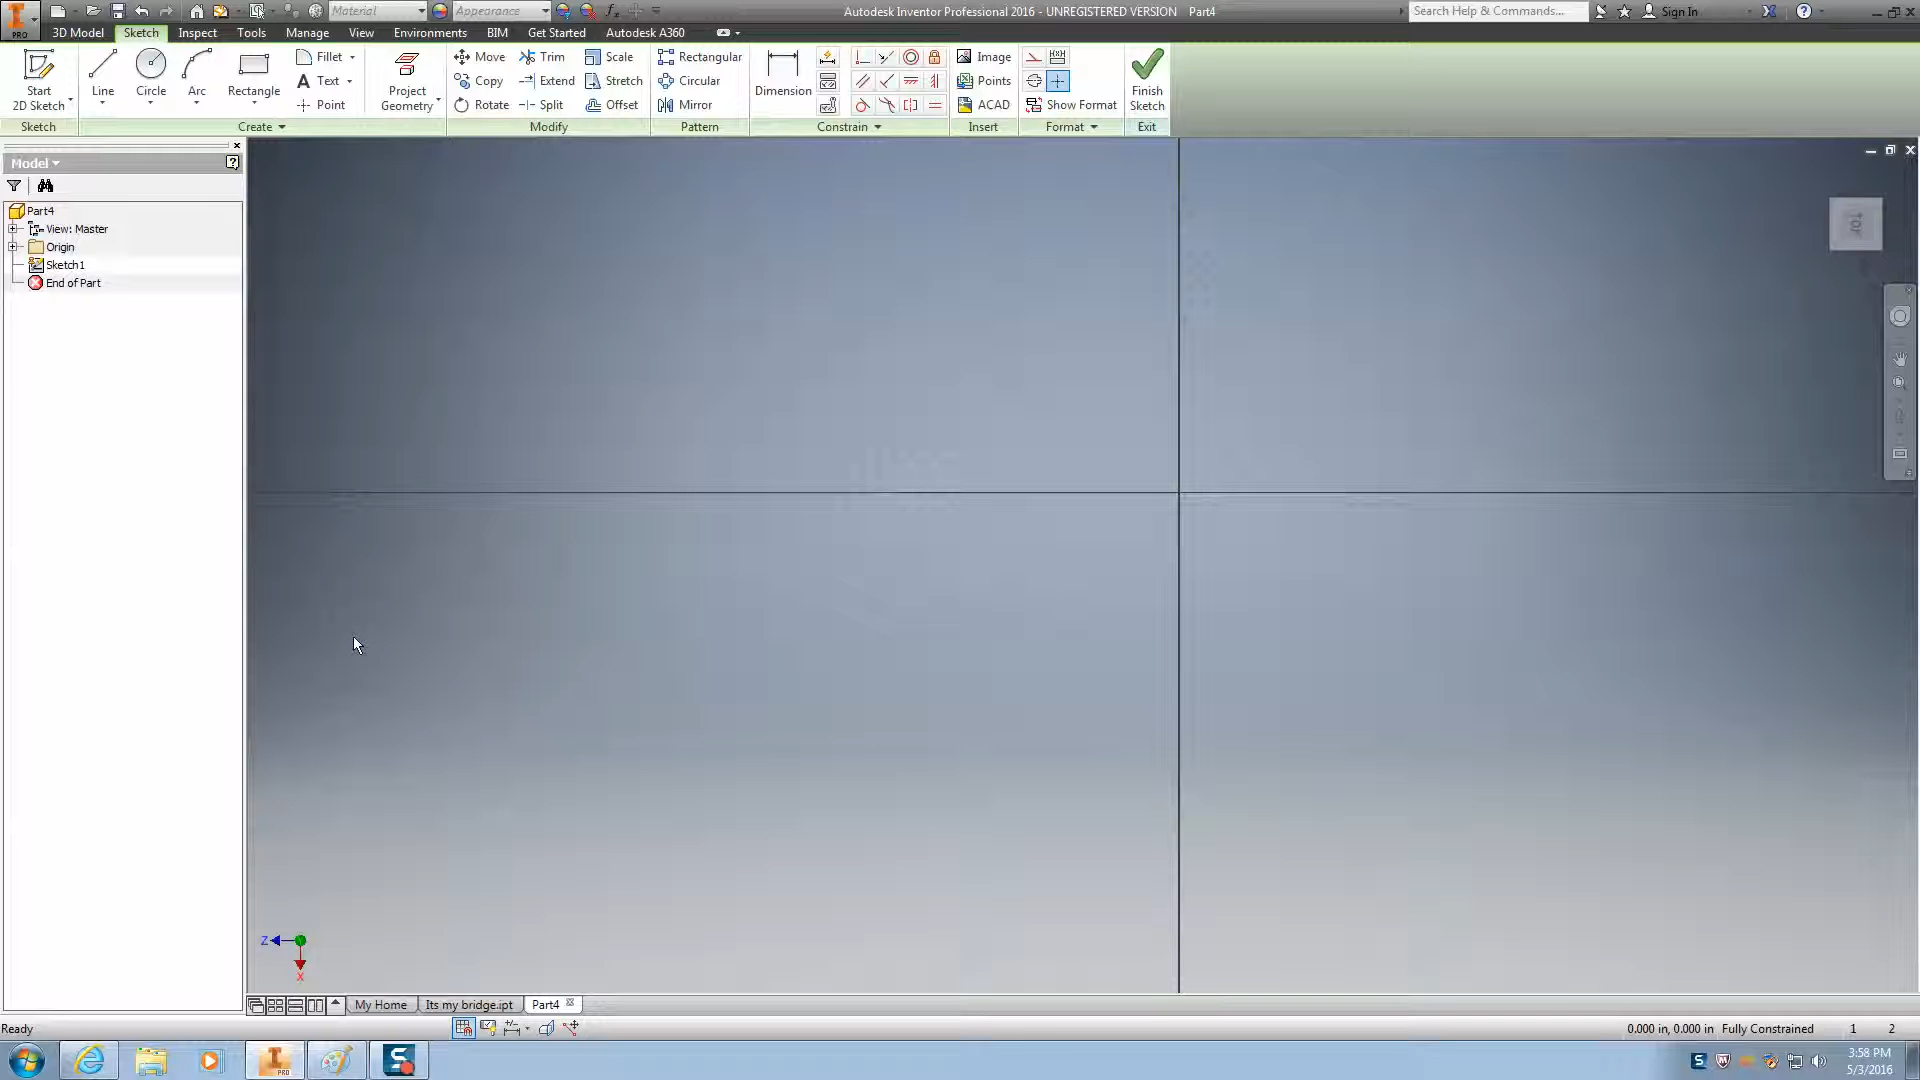 Material
Appearance
Autodesk Inventor Professional 2016 - UNREGISTERED VERSION Part4
Search Help & Commands...
Sign In
PRO
3D Model Sketch Inspect Tools Manage View Environments BIM Get Started Autodesk A360
Start
2D Sketch
Line
Circle
Arc
Rectangle
Fillet
Text
Point
Project
Geometry
Move
Copy
Rotate
Trim
Extend
Split
Scale
Stretch
Offset
Rectangular
Circular
Mirror
Dimension
Image
Points
ACAD
Show Format
Finish
Sketch
Sketch Create Modify Pattern Constrain Insert Format Exit
Model
Part4
View: Master
Origin
Sketch1
End of Part
TOP
Z
X
My Home Its my bridge.ipt Part4
Ready
0.000 in, 0.000 in Fully Constrained 1 2
PRO
3:58 PM
5/3/2016